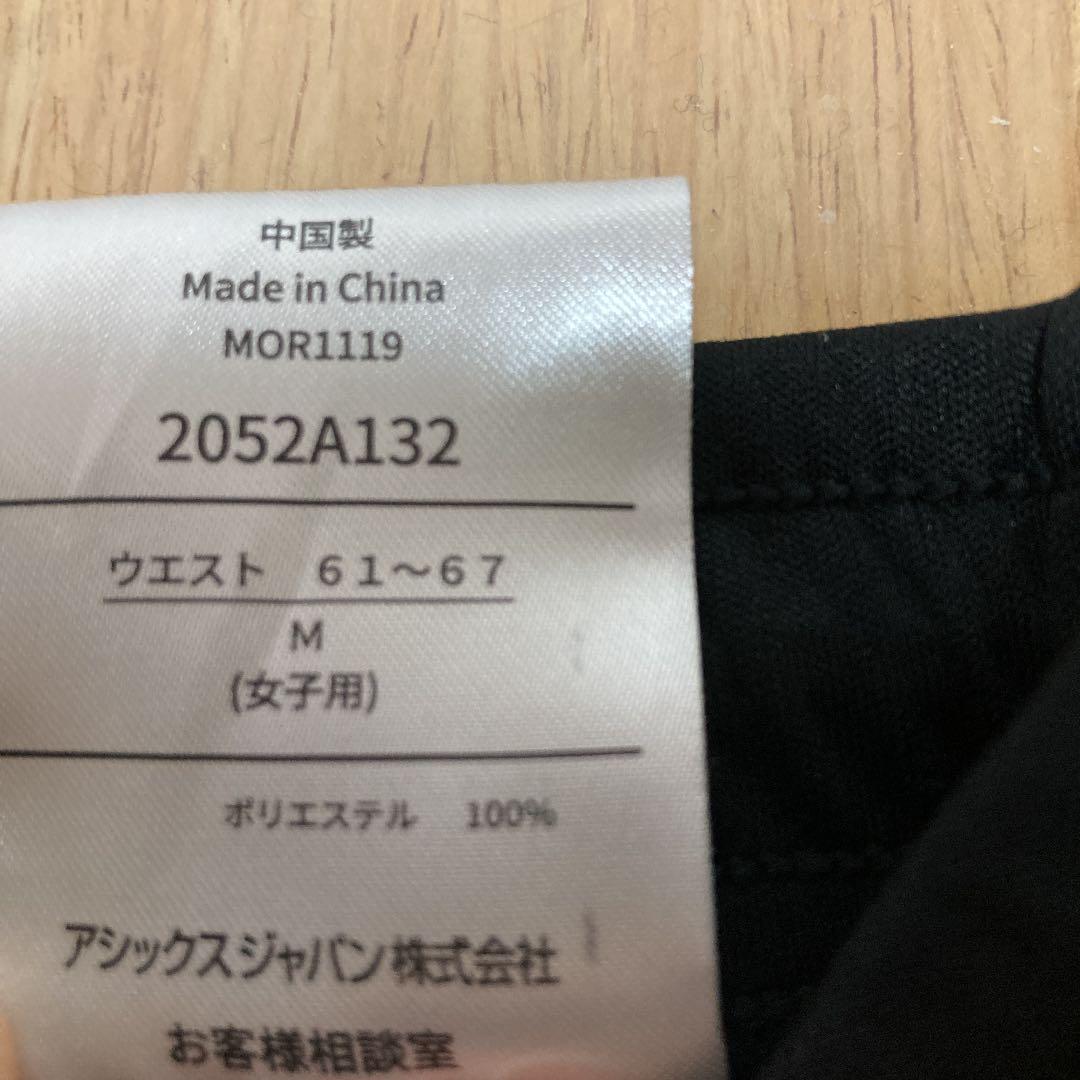 中国製
Made in China
MOR1119
2052A132
ウエスト　６１～６７
M
(女子用)
ポリエステル　100%
アシックスジャパン株式会社
お客様相談室